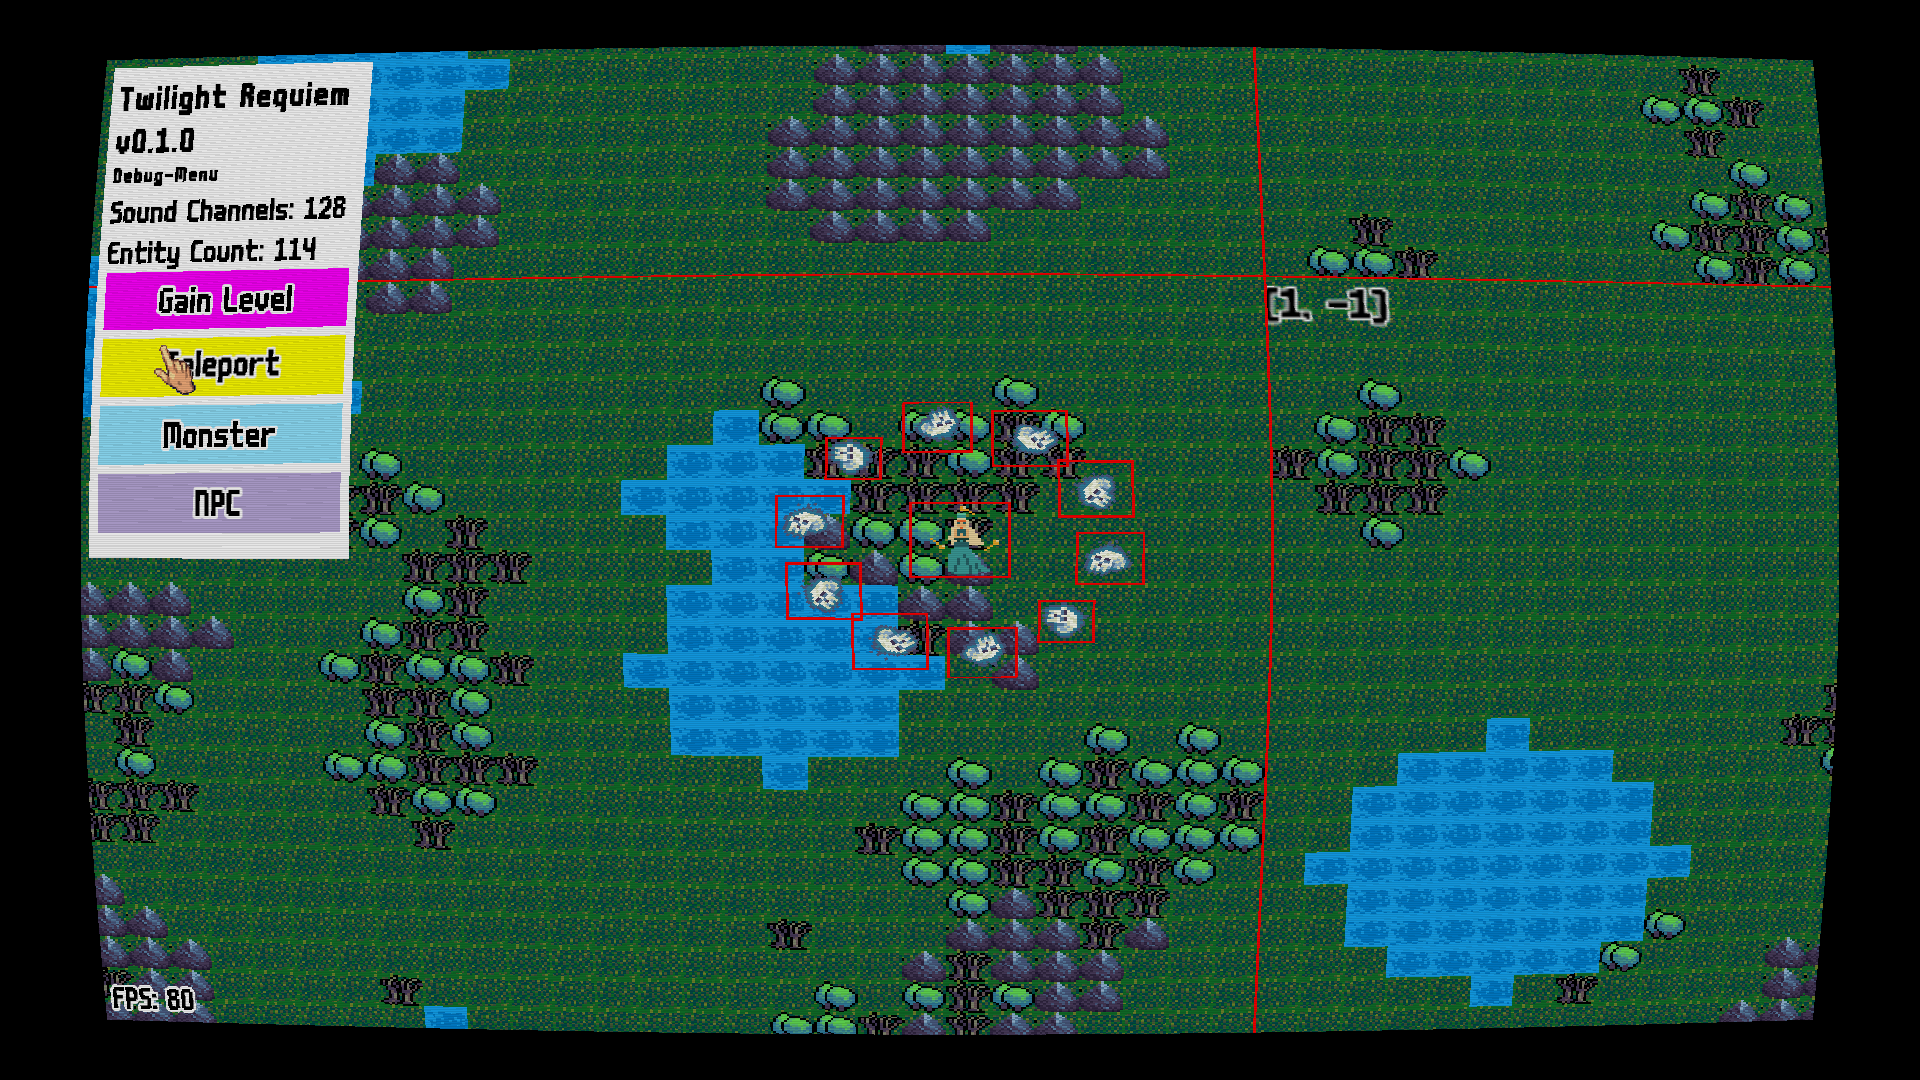 Twilight Requiem
v0.1.0
Debug-Menu
Sound Channels: 128
Entity Count: 114
Gain Level
[1, -1]
Teleport
Monster
NPC
FPS: 80